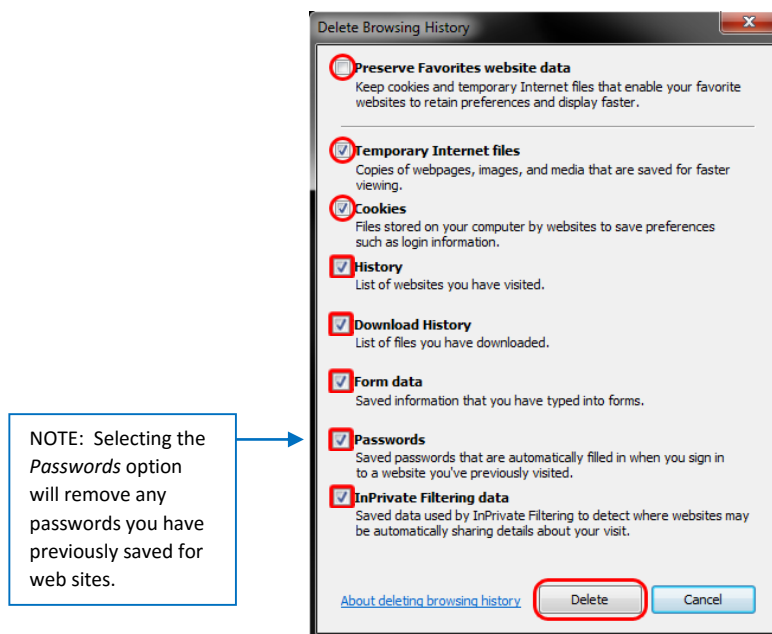 Delete Browsing History
x
Preserve Favorites website data
Keep cookies and temporary Internet files that enable your favorite
websites to retain preferences and display faster.
Temporary Internet files
Copies of webpages, images, and media that are saved for faster
viewing.
Cookies
Files stored on your computer by websites to save preferences
such as login information.
History
List of websites you have visited.
Download History
List of files you have downloaded.
Form data
Saved information that you have typed into forms.
NOTE:  Selecting the
Passwords option
will remove any
passwords you have
previously saved for
web sites.
Passwords
Saved passwords that are automatically filled in when you sign in
to a website you've previously visited.
InPrivate Filtering data
Saved data used by InPrivate Filtering to detect where websites may
be automatically sharing details about your visit.
About deleting browsing history
Delete
Cancel